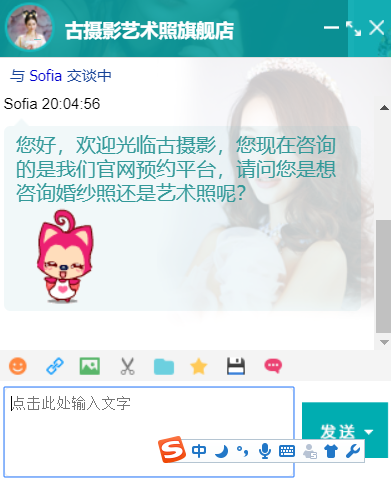 古摄影艺术照旗舰店
与 Sofia 交谈中
Sofia 20:04:56
您好，欢迎光临古摄影，您现在咨询
的是我们官网预约平台，请问您是想
咨询婚纱照还是艺术照呢？
点击此处输入文字
发送
中